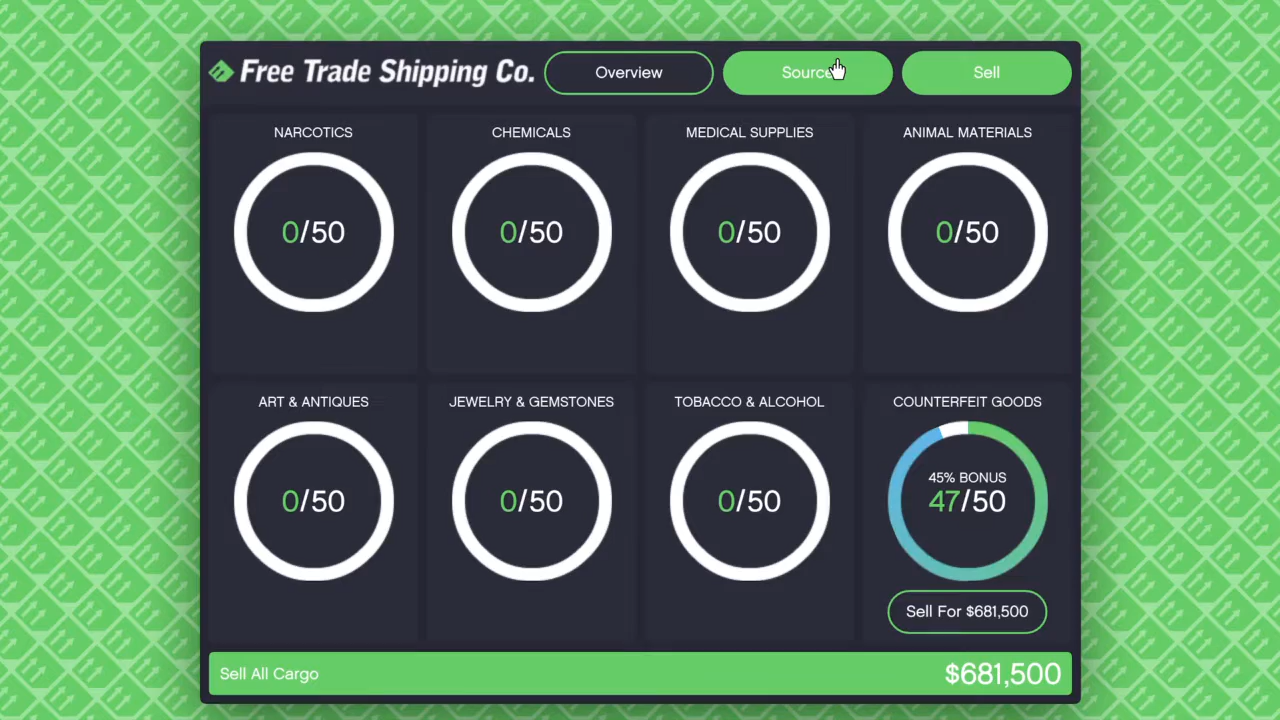 Free Trade Shipping Co.
Overview
Source
Sell
NARCOTICS
CHEMICALS
MEDICAL SUPPLIES
ANIMAL MATERIALS
0/50
0/50
0/50
0/50
ART & ANTIQUES
JEWELRY & GEMSTONES
TOBACCO & ALCOHOL
COUNTERFEIT GOODS
0/50
0/50
0/50
45% BONUS
47/50
Sell For $681,500
Sell All Cargo
$681,500